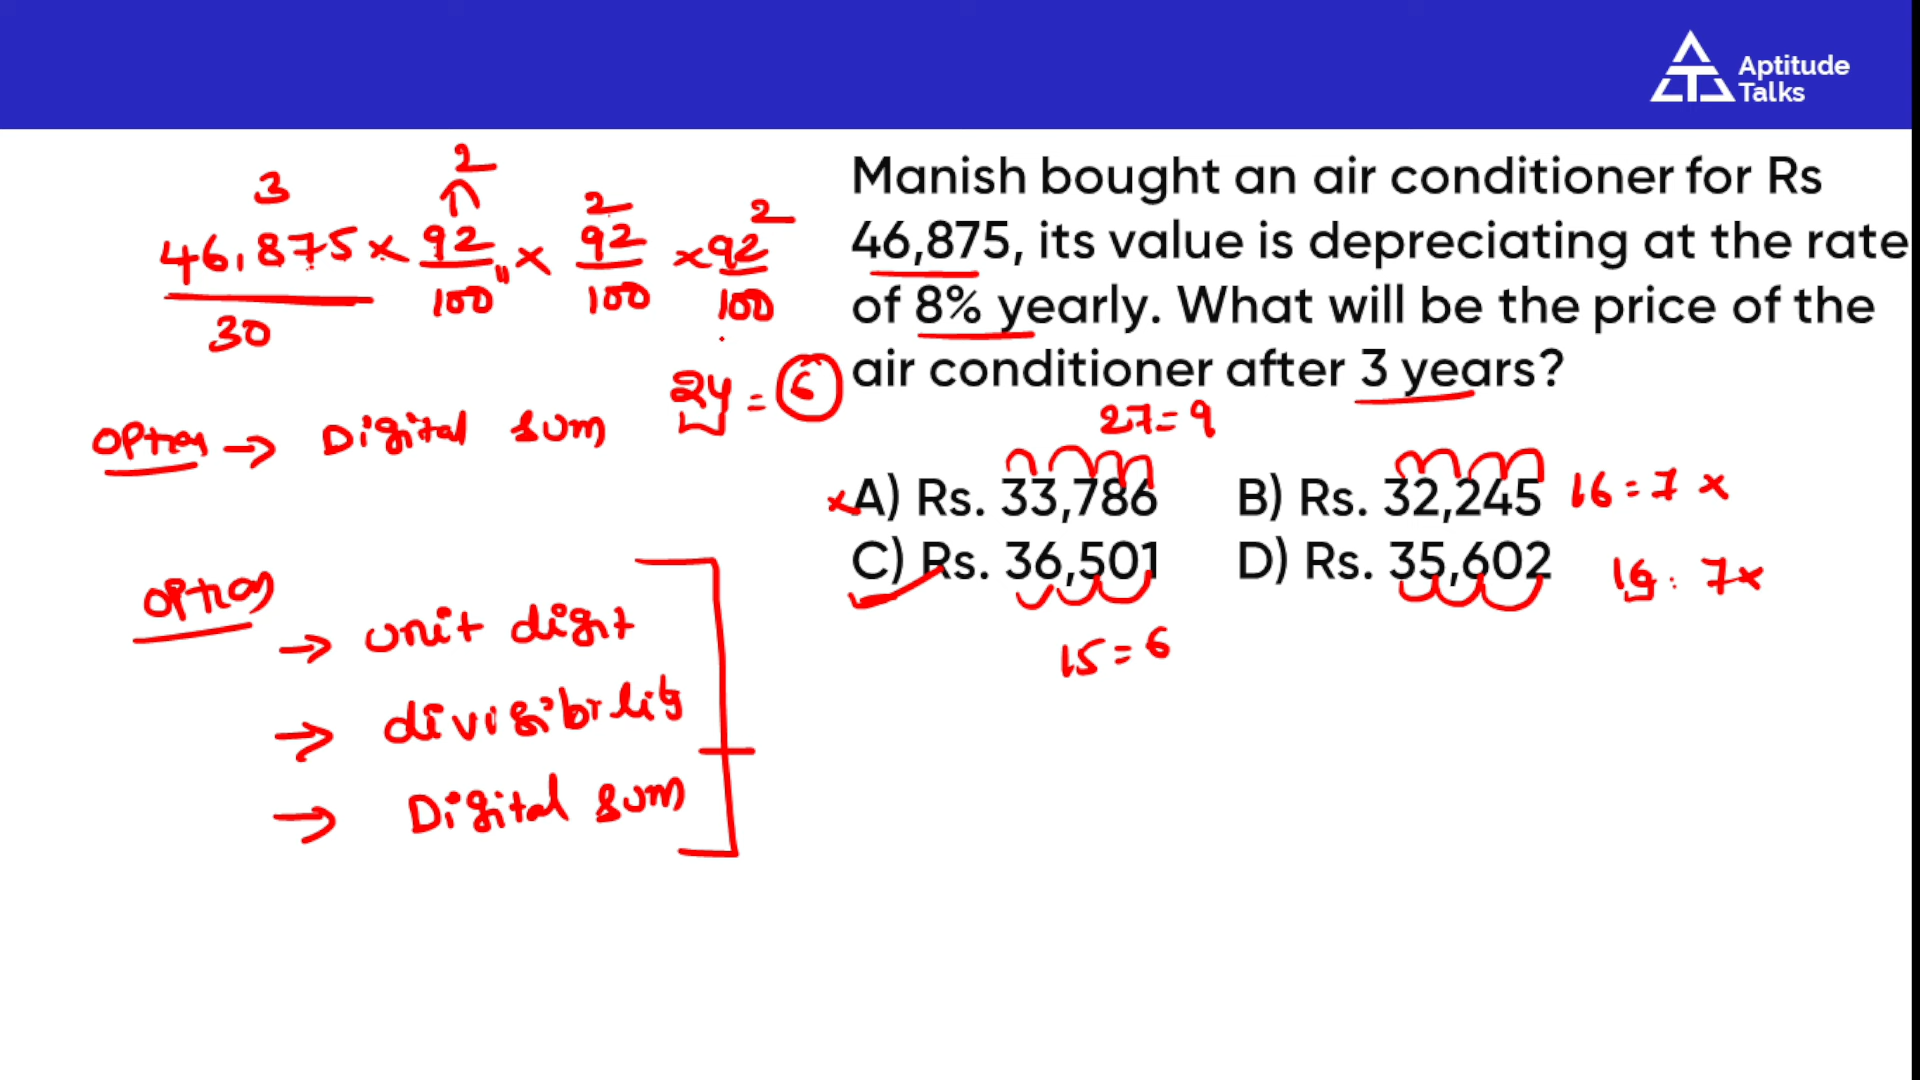 Aptitude
Talks
Manish bought an air conditioner for Rs
46,875, its value is depreciating at the rate
of 8% yearly. What will be the price of the
air conditioner after 3 years?
A) Rs. 33,786 B) Rs. 32,245
C) Rs. 36,501 D) Rs. 35,602
3 2 2 2
46,875 × 92/100 × 92/100 × 92/100
30
24 = 6
option → Digital sum
27 = 9
16 = 7 ×
16 : 7 ×
15 = 6
option
→ unit digit
→ divisibility
→ Digital sum